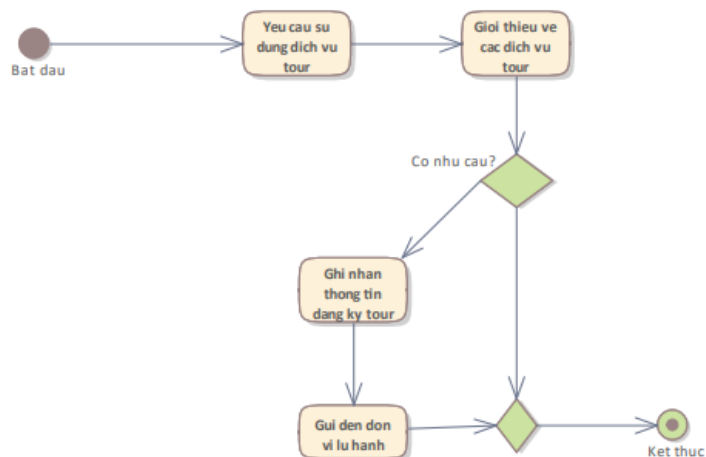 Yeu cau su
dung dich vu
tour
Gioi thieu ve
cac dich vu
tour
Bat dau
Co nhu cau?
Ghi nhan
thong tin
dang ky tour
Gui den don
vi lu hanh
Ket thuc